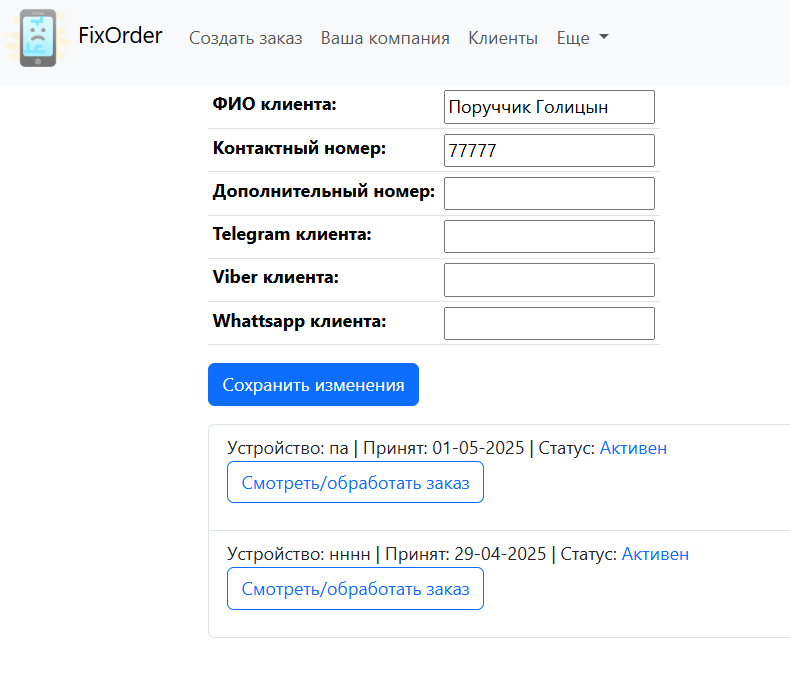 FixOrder Создать заказ Ваша компания Клиенты Еще
ФИО клиента: Поруччик Голицын
Контактный номер: 77777
Дополнительный номер:
Telegram клиента:
Viber клиента:
Whattsapp клиента:
Сохранить изменения
Устройство: па | Принят: 01-05-2025 | Статус: Активен
Смотреть/обработать заказ
Устройство: нннн | Принят: 29-04-2025 | Статус: Активен
Смотреть/обработать заказ